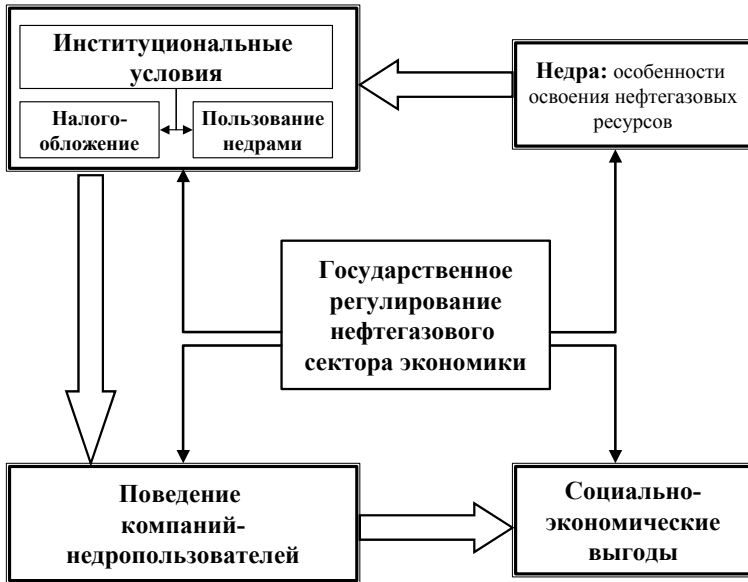 Институциональные
условия
Налого-
обложение
Пользование
недрами
Недра: особенности
освоения нефтегазовых
ресурсов
Государственное
регулирование
нефтегазового
сектора экономики
Поведение
компаний-
недропользователей
Социально-
экономические
выгоды